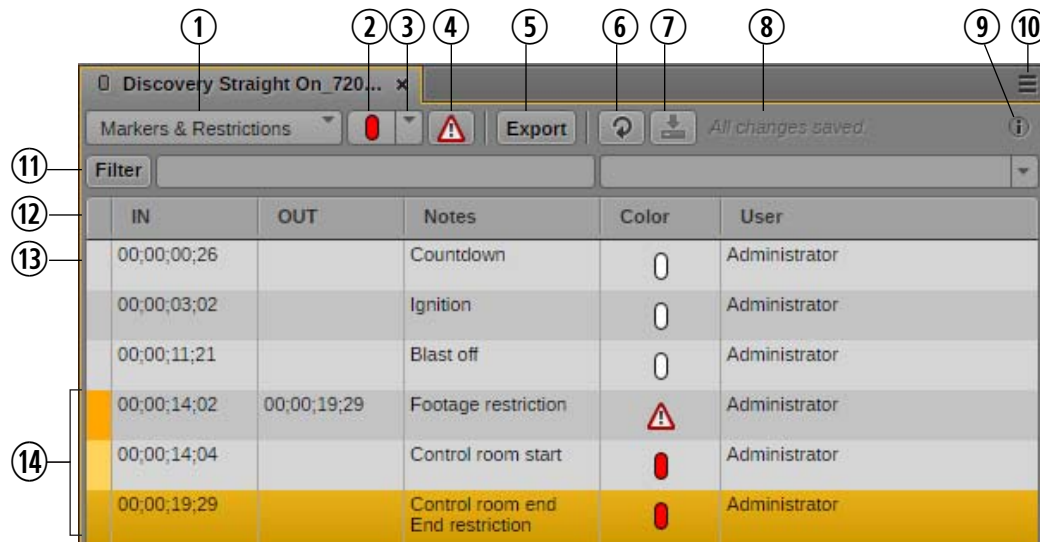 1 2 3 4 5 6 7 8 9 10
Discovery Straight On_720... x
Markers & Restrictions Export All changes saved.
11 Filter
12 IN OUT Notes Color User
13 00;00;00;26 Countdown Administrator
00;00;03;02 Ignition Administrator
00;00;11;21 Blast off Administrator
00;00;14;02 00;00;19;29 Footage restriction Administrator
14 00;00;14;04 Control room start Administrator
00;00;19;29 Control room end Administrator
End restriction